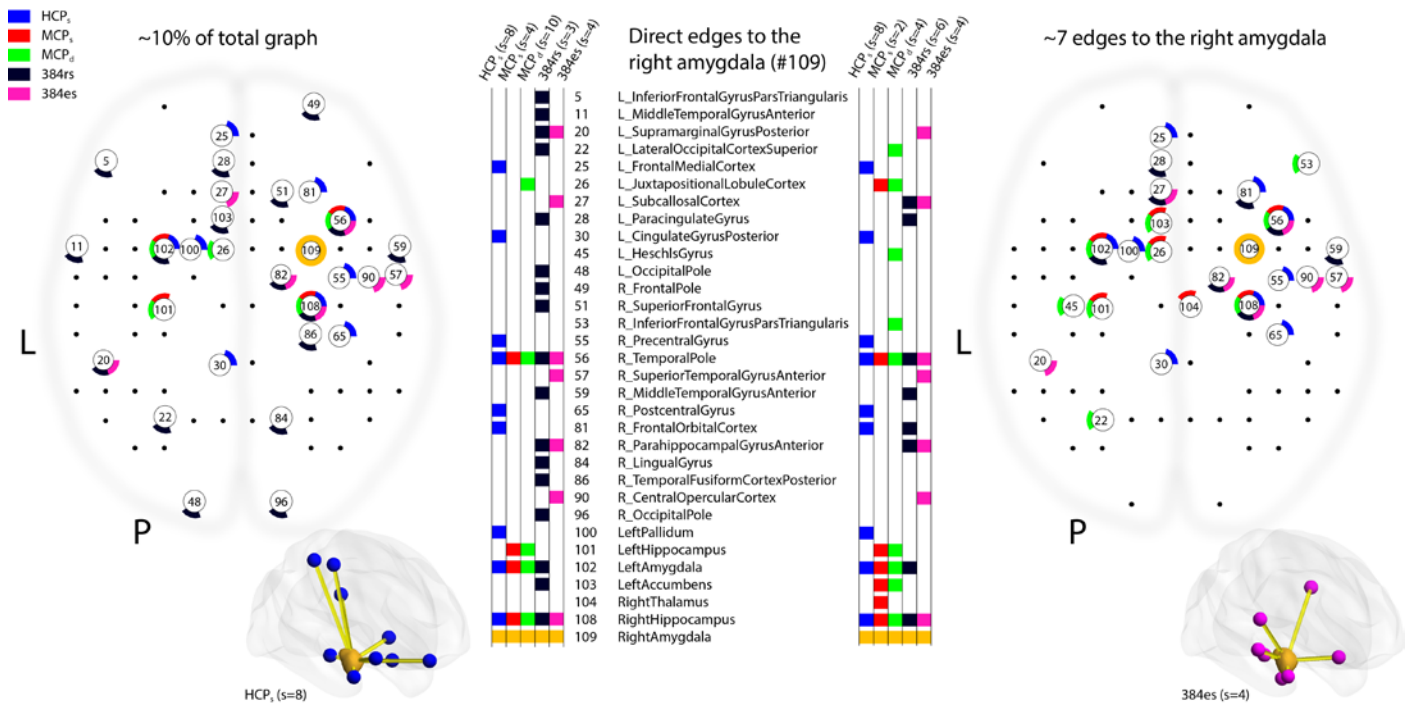 HCPs
MCPs
MCPd
384rs
384es
~10% of total graph
HCPs (s=8)
MCPs (s=4)
MCPd (s=10)
384rs (s=3)
384es (s=4)
Direct edges to the
right amygdala (#109)
HCPs (s=8)
MCPs (s=2)
MCPd (s=4)
384rs (s=6)
384es (s=4)
~7 edges to the right amygdala
49
25
5
28
27
51
81
103
56
11
102
100
26
109
59
82
55
90
57
101
108
86
65
20
30
22
84
48
96
L
P
HCPs (s=8)
5 L_InferiorFrontalGyrusParsTriangularis
11 L_MiddleTemporalGyrusAnterior
20 L_SupramarginalGyrusPosterior
22 L_LateralOccipitalCortexSuperior
25 L_FrontalMedialCortex
26 L_JuxtapositionalLobuleCortex
27 L_SubcallosalCortex
28 L_ParacingulateGyrus
30 L_CingulateGyrusPosterior
45 L_HeschlsGyrus
48 L_OccipitalPole
49 R_FrontalPole
51 R_SuperiorFrontalGyrus
53 R_InferiorFrontalGyrusParsTriangularis
55 R_PrecentralGyrus
56 R_TemporalPole
57 R_SuperiorTemporalGyrusAnterior
59 R_MiddleTemporalGyrusAnterior
65 R_PostcentralGyrus
81 R_FrontalOrbitalCortex
82 R_ParahippocampalGyrusAnterior
84 R_LingualGyrus
86 R_TemporalFusiformCortexPosterior
90 R_CentralOpercularCortex
96 R_OccipitalPole
100 LeftPallidum
101 LeftHippocampus
102 LeftAmygdala
103 LeftAccumbens
104 RightThalamus
108 RightHippocampus
109 RightAmygdala
25
28
53
27
81
103
56
102
100
26
109
59
82
55
90
57
45
101
104
108
65
20
30
22
L
P
384es (s=4)